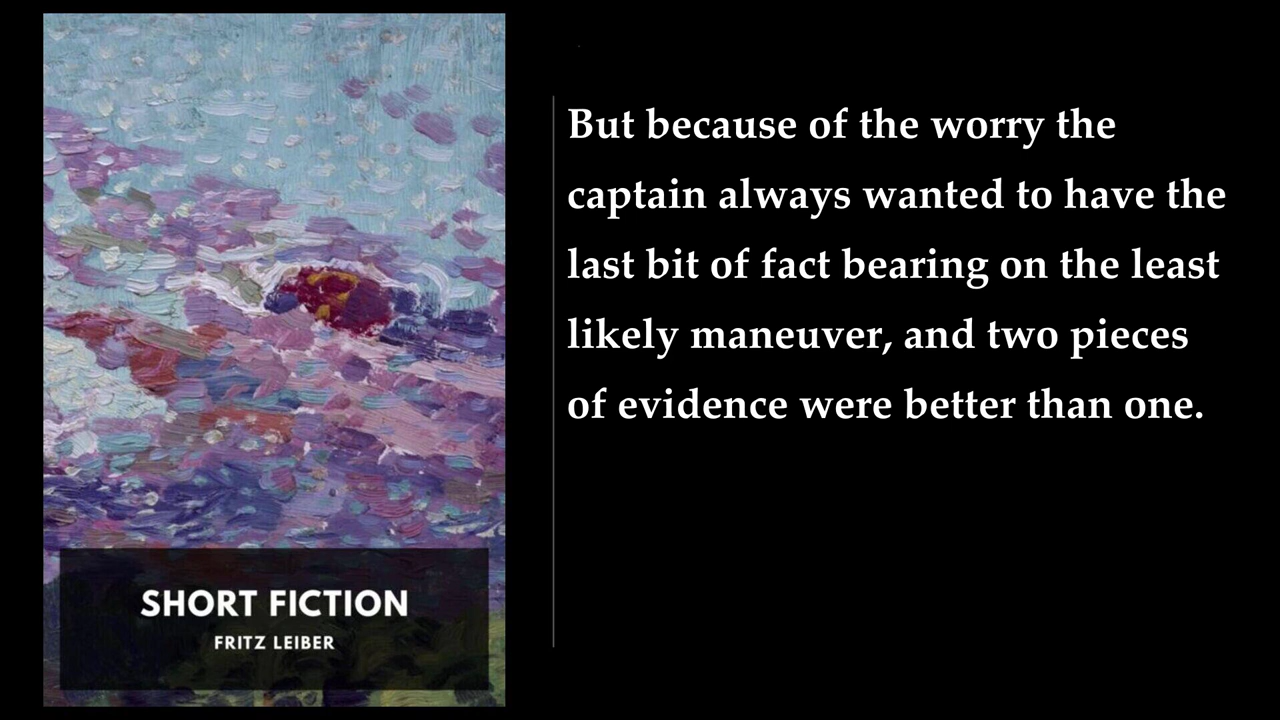 But because of the worry the
captain always wanted to have the
last bit of fact bearing on the least
likely maneuver, and two pieces
of evidence were better than one.
SHORT FICTION
FRITZ LEIBER